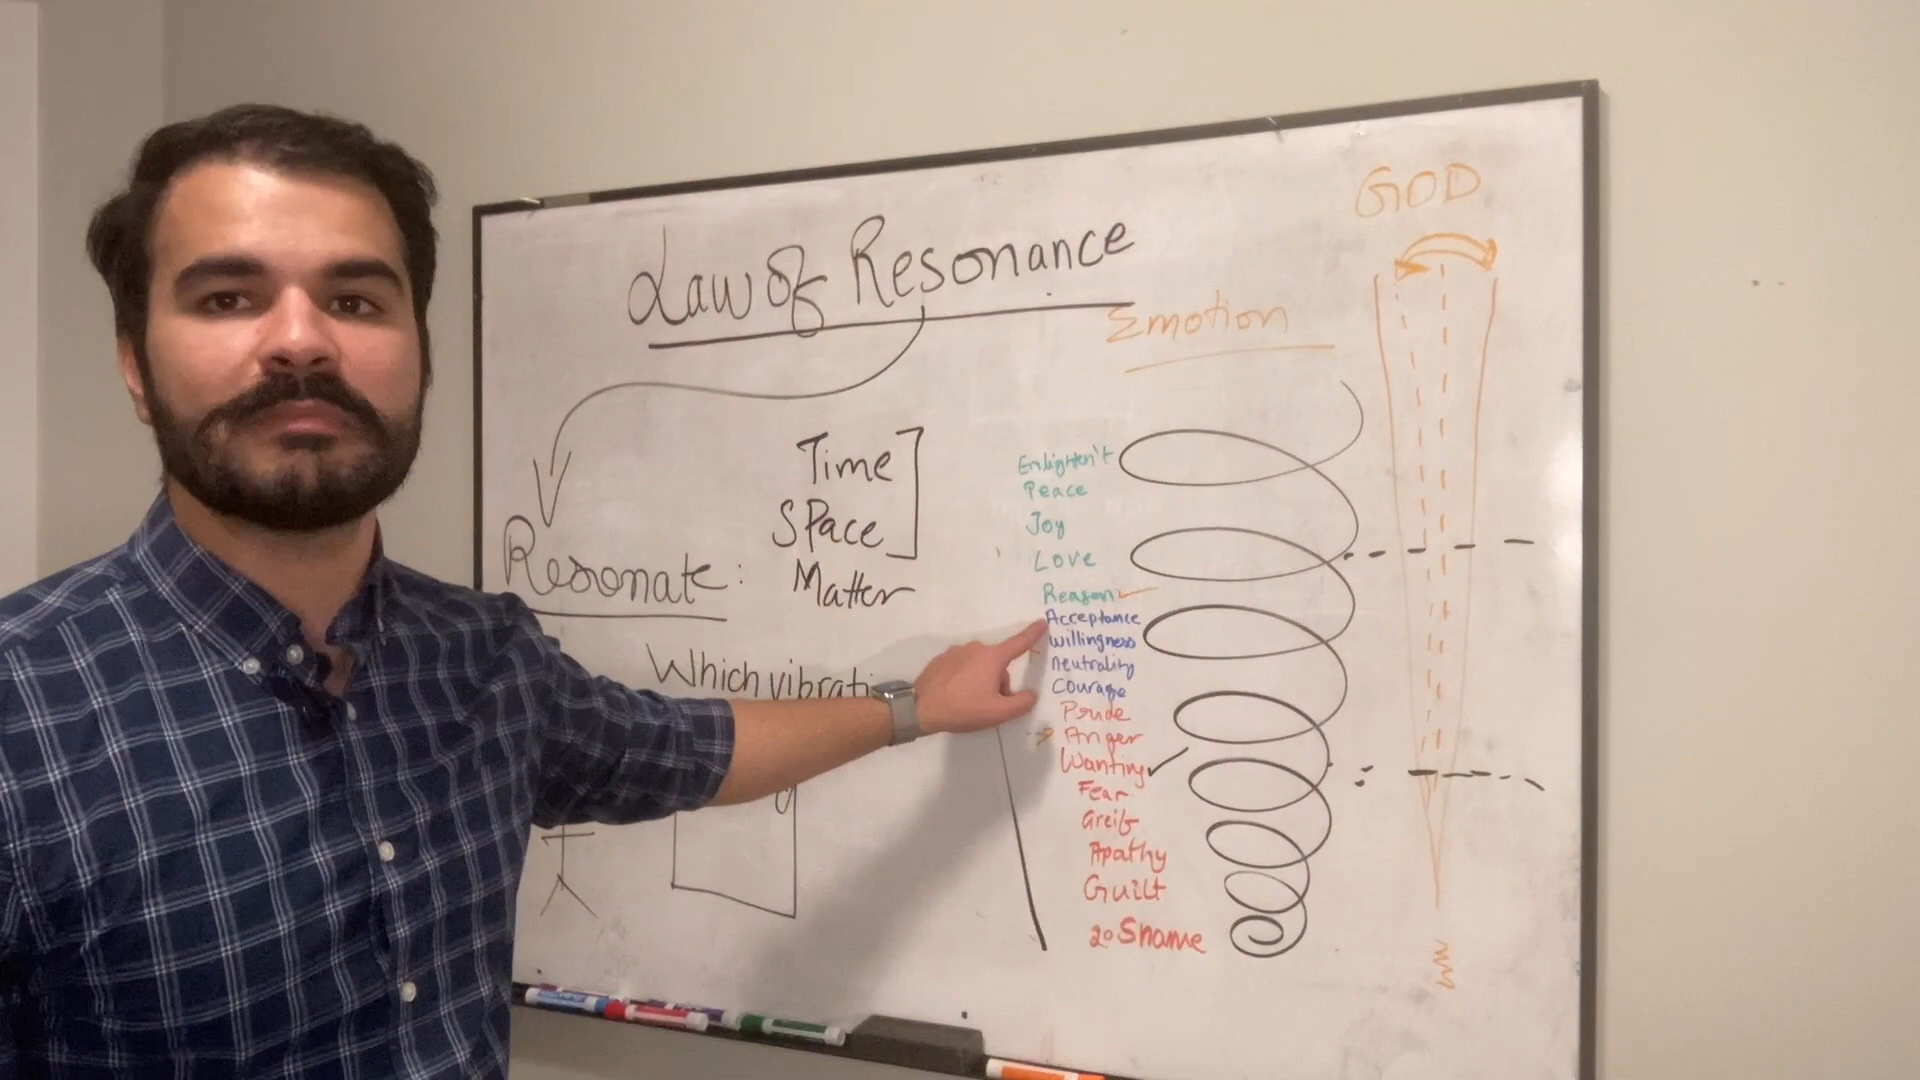 Law of Resonance
GOD
Emotion
Time
SPace
Matter
Resonate:
Which vibrati
Enlighten't
Peace
Joy
Love
Reason
Acceptance
Willingness
neutrality
Courage
Pride
Anger
Wanting
Fear
Greif
Apathy
Guilt
20 Shame